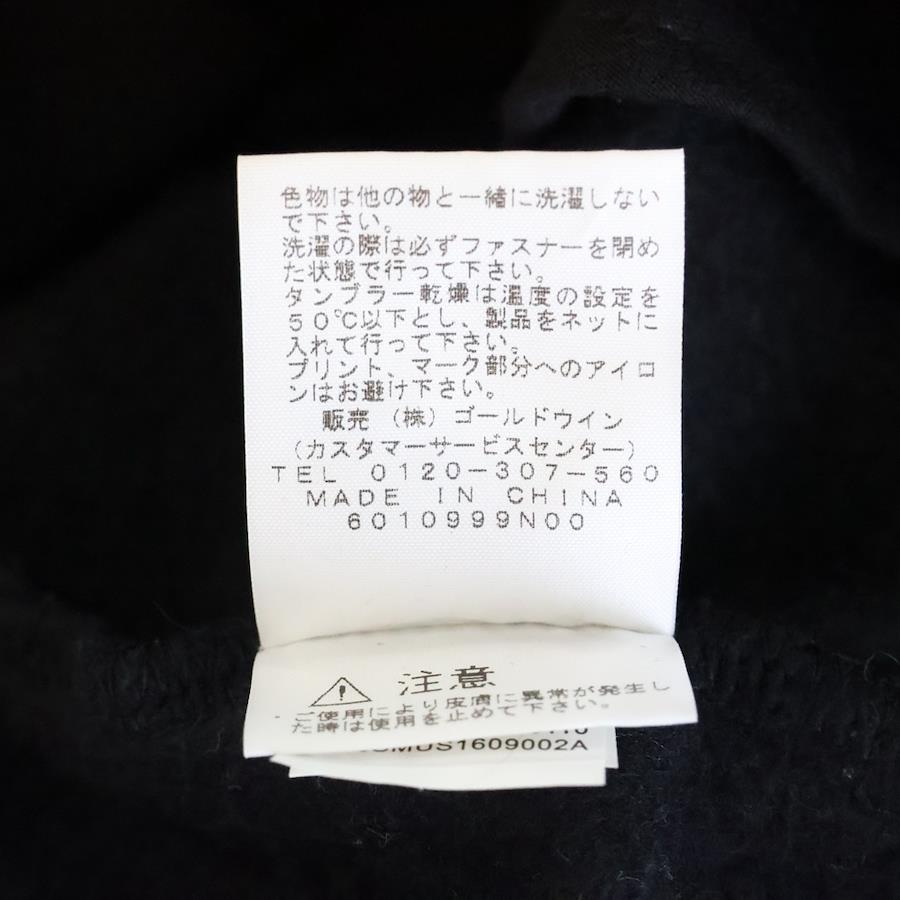 色物は他の物と一緒に洗濯しない
で下さい。
洗濯の際は必ずファスナーを閉め
た状態で行って下さい。
タンブラー乾燥は温度の設定を
50℃以下とし、製品をネットに
入れて行って下さい。
プリント、マーク部分へのアイロ
ンはお避け下さい。
販売 (株)ゴールドウイン
(カスタマーサービスセンター)
TEL 0120-307-560
MADE IN CHINA
6010999N00
注意
ご使用により皮膚に異常が発生し
た時は使用を止めて下さい。
SMUS1609002A